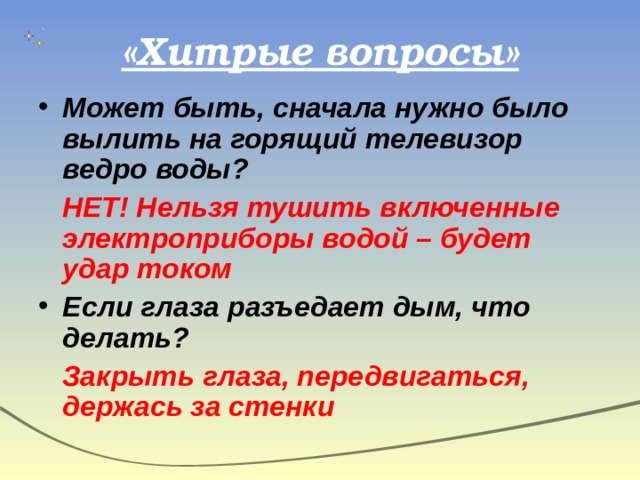 «Хитрые вопросы»
• Может быть, сначала нужно было
вылить на горящий телевизор
ведро воды?
НЕТ! Нельзя тушить включенные
электроприборы водой – будет
удар током
• Если глаза разъедает дым, что
делать?
Закрыть глаза, передвигаться,
держась за стенки